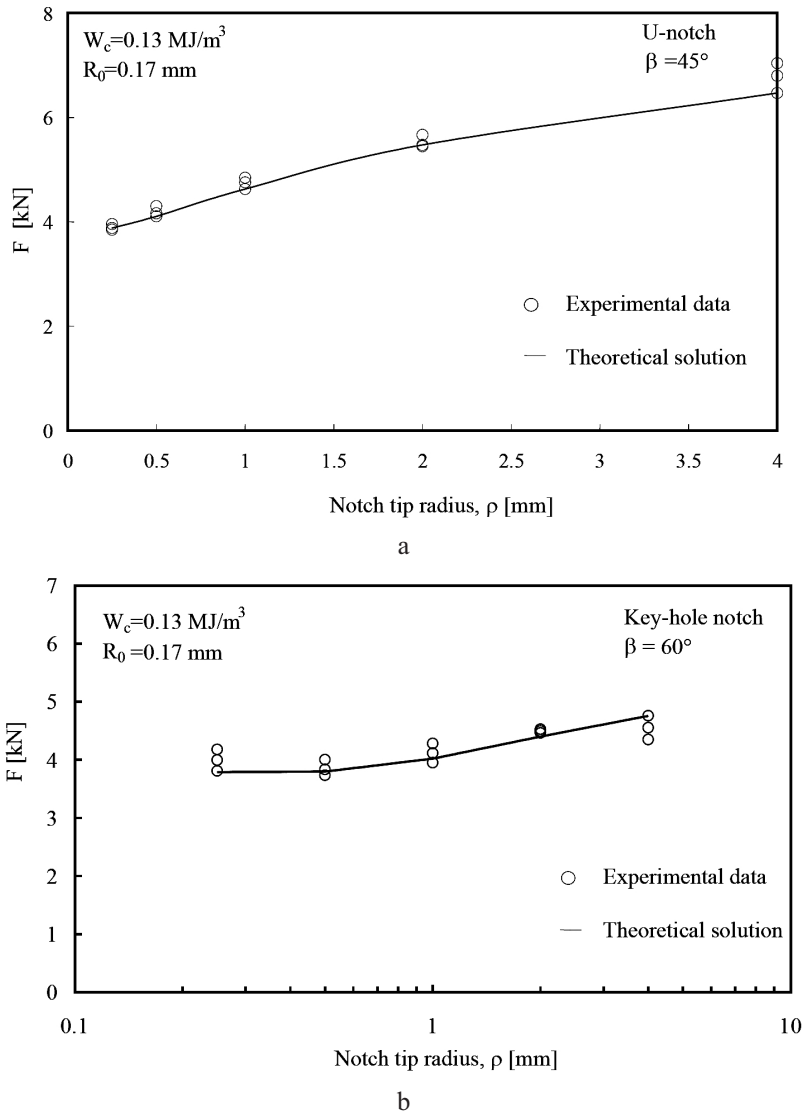 8
W_c=0.13 MJ/m³
R_0=0.17 mm
U-notch
β =45°
6
4
F [kN]
Experimental data
2
Theoretical solution
0
0 0.5 1 1.5 2 2.5 3 3.5 4
Notch tip radius, ρ [mm]
a
7
W_c=0.13 MJ/m³
R_0 =0.17 mm
Key-hole notch
β = 60°
6
5
4
F [kN]
3
2
Experimental data
1
Theoretical solution
0
0.1 1 10
Notch tip radius, ρ [mm]
b